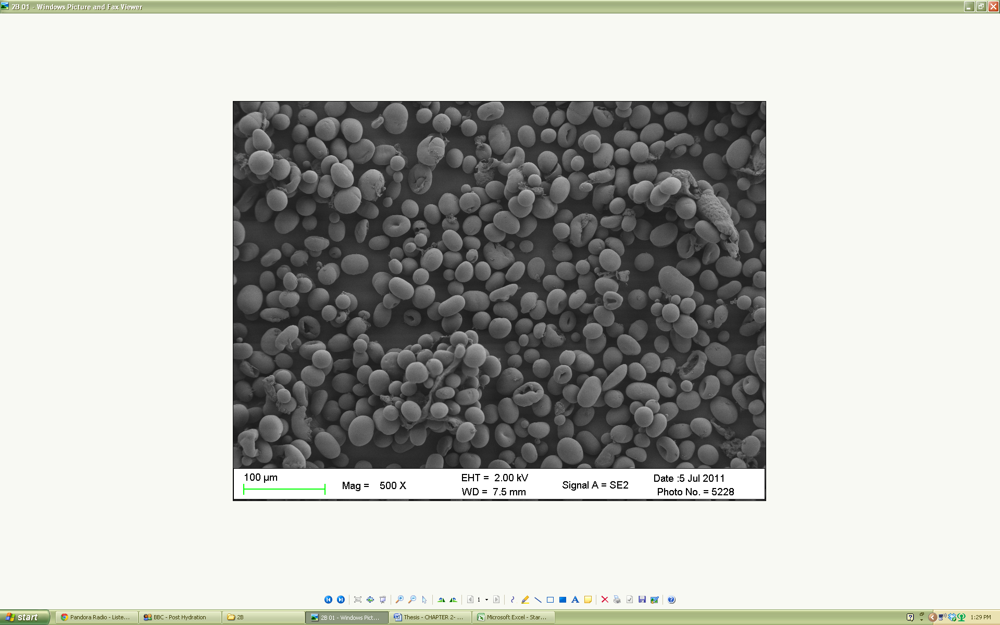 2B 01 - Windows Picture and Fax Viewer
100 µm
Mag = 500 X
EHT = 2.00 kV
WD = 7.5 mm
Signal A = SE2
Date :5 Jul 2011
Photo No. = 5228
1
start
Pandora Radio - Liste...
BBC - Post Hydration
2B
2B 01 - Windows Pict...
Thesis - CHAPTER 2- ...
Microsoft Excel - Star...
1:29 PM